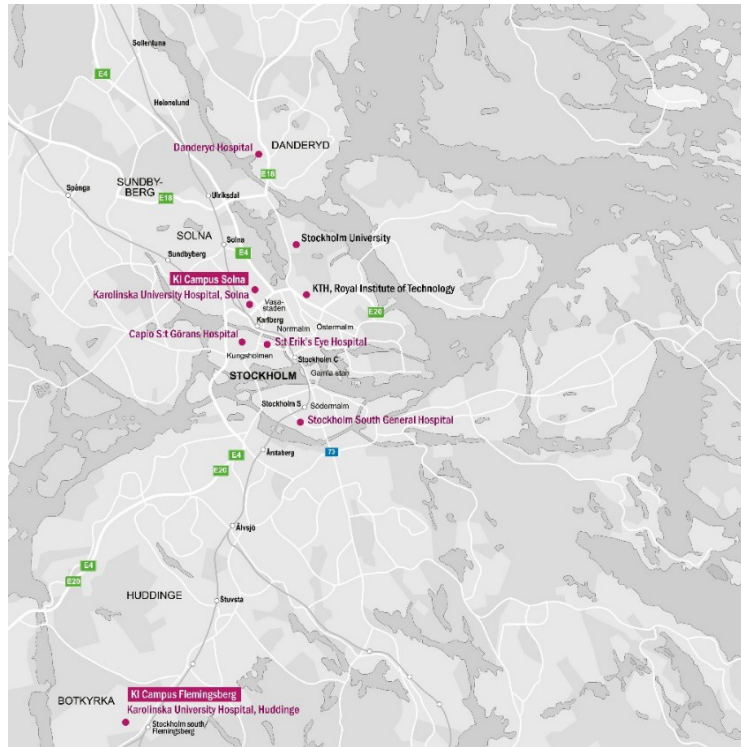 Sollentuna
E4
Helenelund
Danderyd Hospital
DANDERYD
E18
Spånga
SUNDBY-
BERG
E18
Ulriksdal
SOLNA
Solna
E4
Stockholm University
Sundbyberg
KI Campus Solna
Karolinska University Hospital, Solna
KTH, Royal Institute of Technology
Vasa-
staden
E20
Karlberg
Normalm
Östermalm
Capio S:t Görans Hospital
S:t Erik's Eye Hospital
Kungsholmen
Stockholm C
STOCKHOLM
Gamla stan
Stockholm S
Södermalm
Stockholm South General Hospital
E4
Årstaberg
73
E20
Älvsjö
E4
E20
HUDDINGE
Stuvsta
BOTKYRKA
KI Campus Flemingsberg
Karolinska University Hospital, Huddinge
Stockholm south/
Flemingsberg